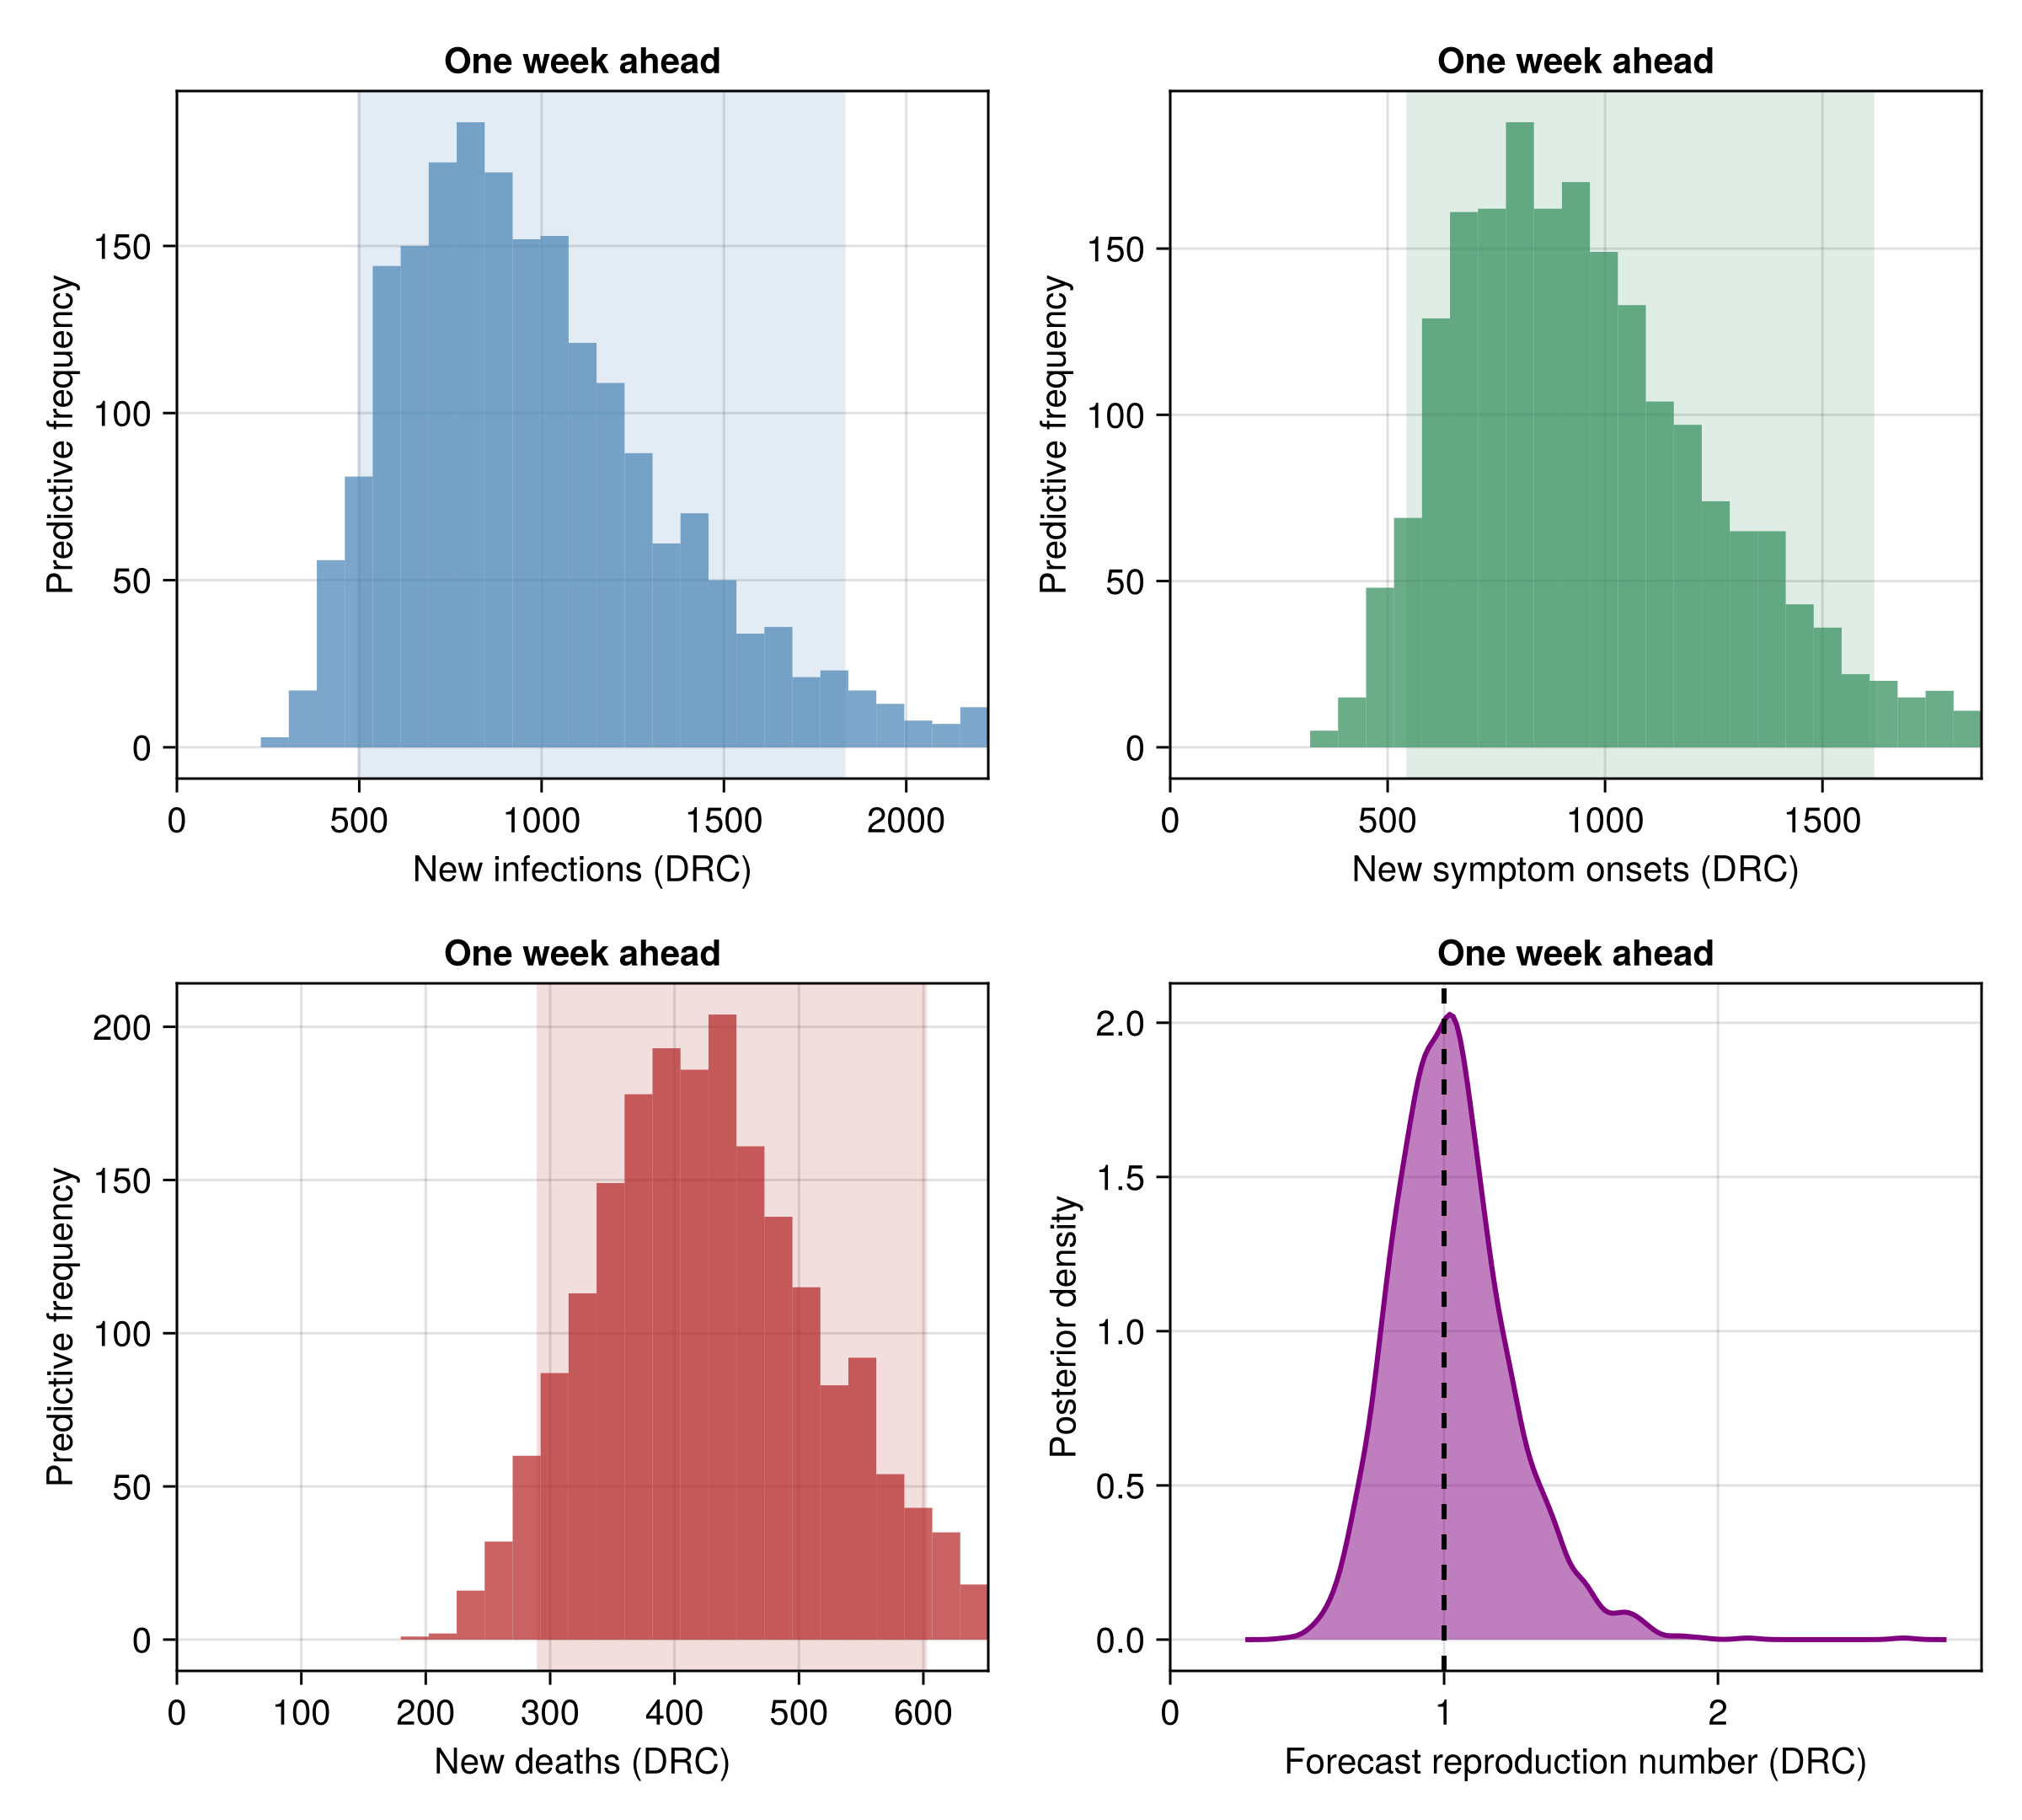 One week ahead
Predictive frequency
150
100
50
0
0 500 1000 1500 2000
New infections (DRC)
One week ahead
Predictive frequency
150
100
50
0
0 500 1000 1500
New symptom onsets (DRC)
One week ahead
Predictive frequency
200
150
100
50
0
0 100 200 300 400 500 600
New deaths (DRC)
One week ahead
Posterior density
2.0
1.5
1.0
0.5
0.0
0 1 2
Forecast reproduction number (DRC)